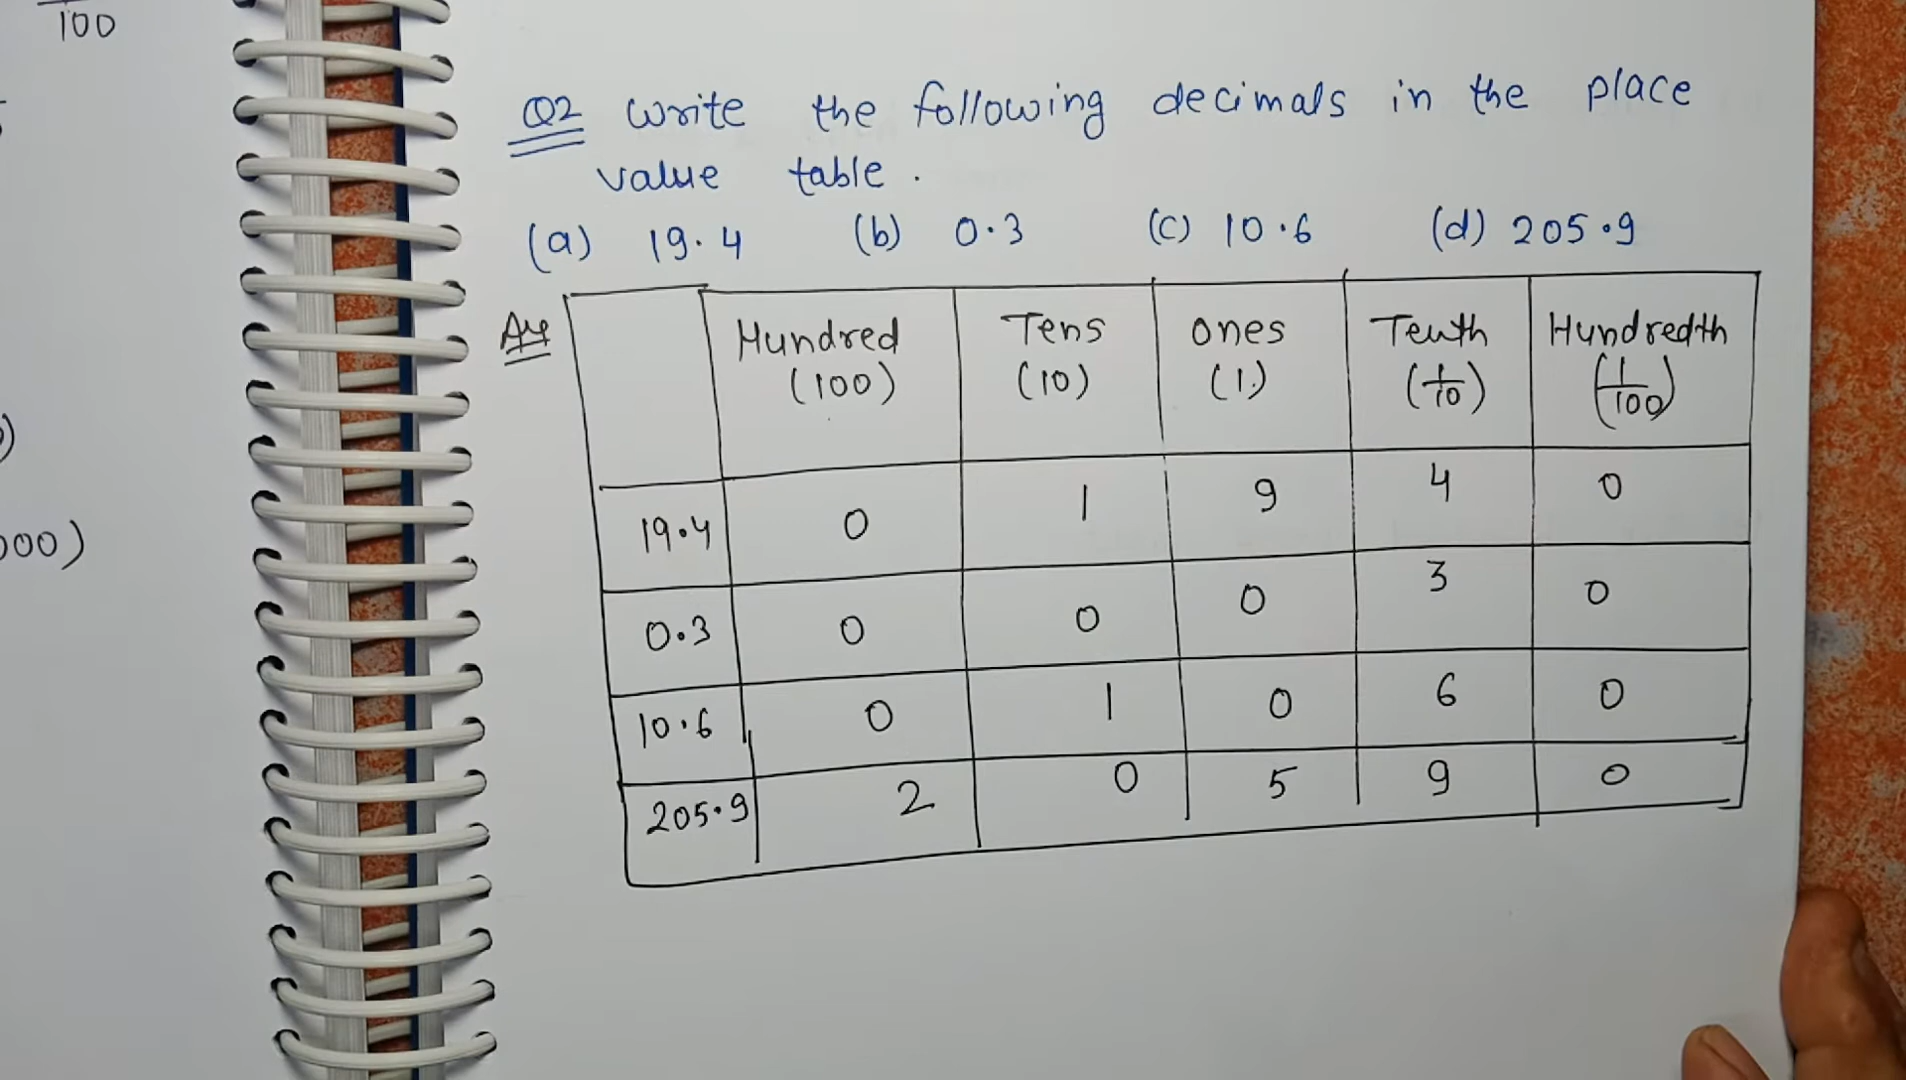 100
000)
Q2 Write the following decimals in the place
value table.
(a) 19.4 (b) 0.3 (c) 10.6 (d) 205.9
Ans
Hundred Tens Ones Tenth Hundredth
(100) (10) (1) (1/10) (1/100)
19.4 0 1 9 4 0
0.3 0 0 0 3 0
10.6 0 1 0 6 0
205.9 2 0 5 9 0